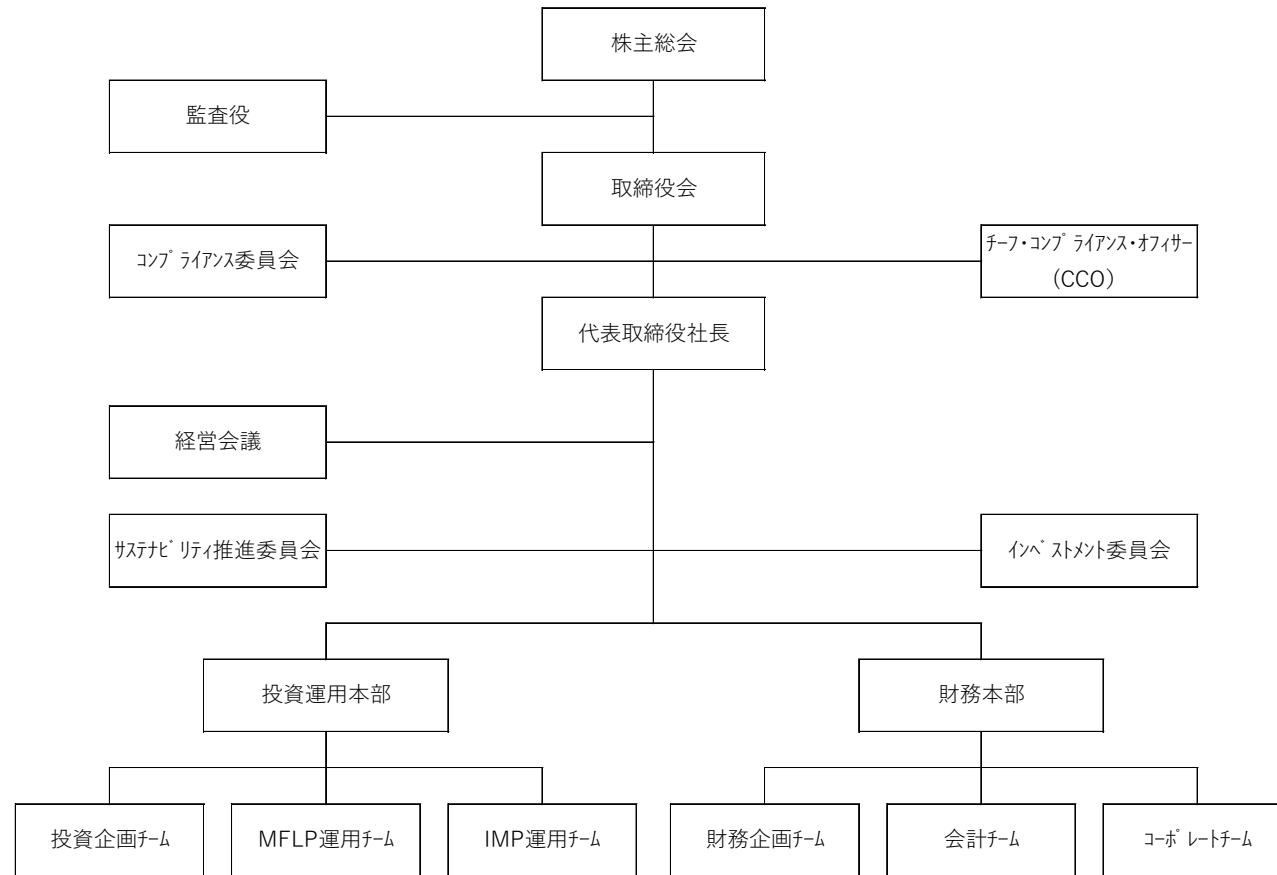 株主総会
監査役
取締役会
コンプライアンス委員会
チーフ・コンプライアンス・オフィサー
(CCO)
代表取締役社長
経営会議
サステナビリティ推進委員会
インベストメント委員会
投資運用本部
財務本部
投資企画チーム
MFLP運用チーム
IMP運用チーム
財務企画チーム
会計チーム
コーポレートチーム